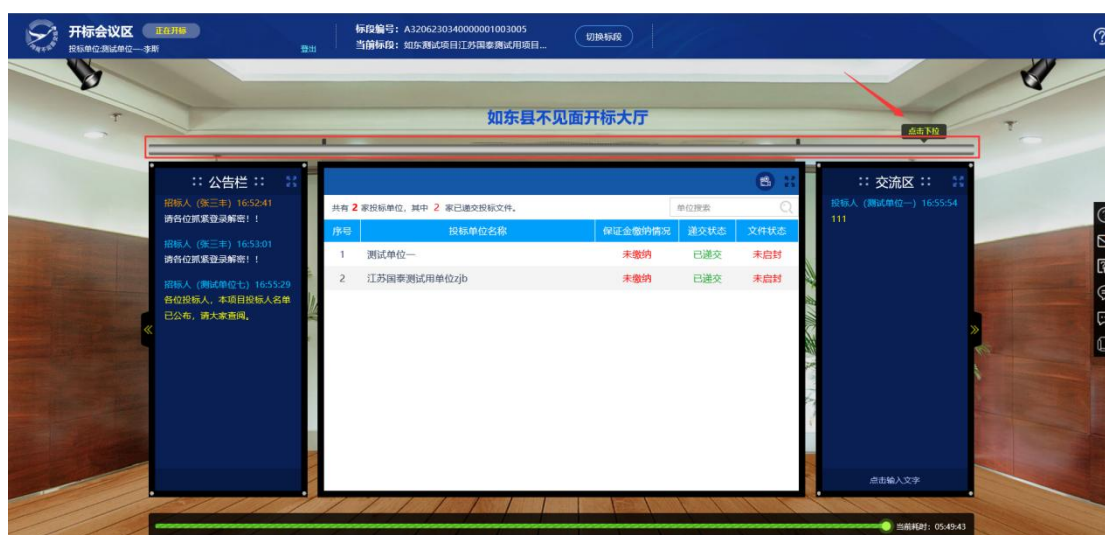 开标会议区 正在开标
投标单位:测试单位一-李斯 登出
标段编号：A3206230340000001003005
当前标段：如东测试项目江苏国泰测试用项目...
切换标段
如东县不见面开标大厅
点击下拉
:: 公告栏 ::
招标人（张三丰）16:52:41
请各位抓紧登录解密！！
招标人（张三丰）16:53:01
请各位抓紧登录解密！！
招标人（测试单位七）16:55:29
各位投标人，本项目投标人名单
已公布，请大家查阅。
共有 2 家投标单位，其中 2 家已递交投标文件。 单位搜索
序号 投标单位名称 保证金缴纳情况 递交状态 文件状态
1 测试单位一 未缴纳 已递交 未启封
2 江苏国泰测试用单位zjb 未缴纳 已递交 未启封
:: 交流区 ::
投标人（测试单位一）16:55:54
111
点击输入文字
当前耗时：05:49:43